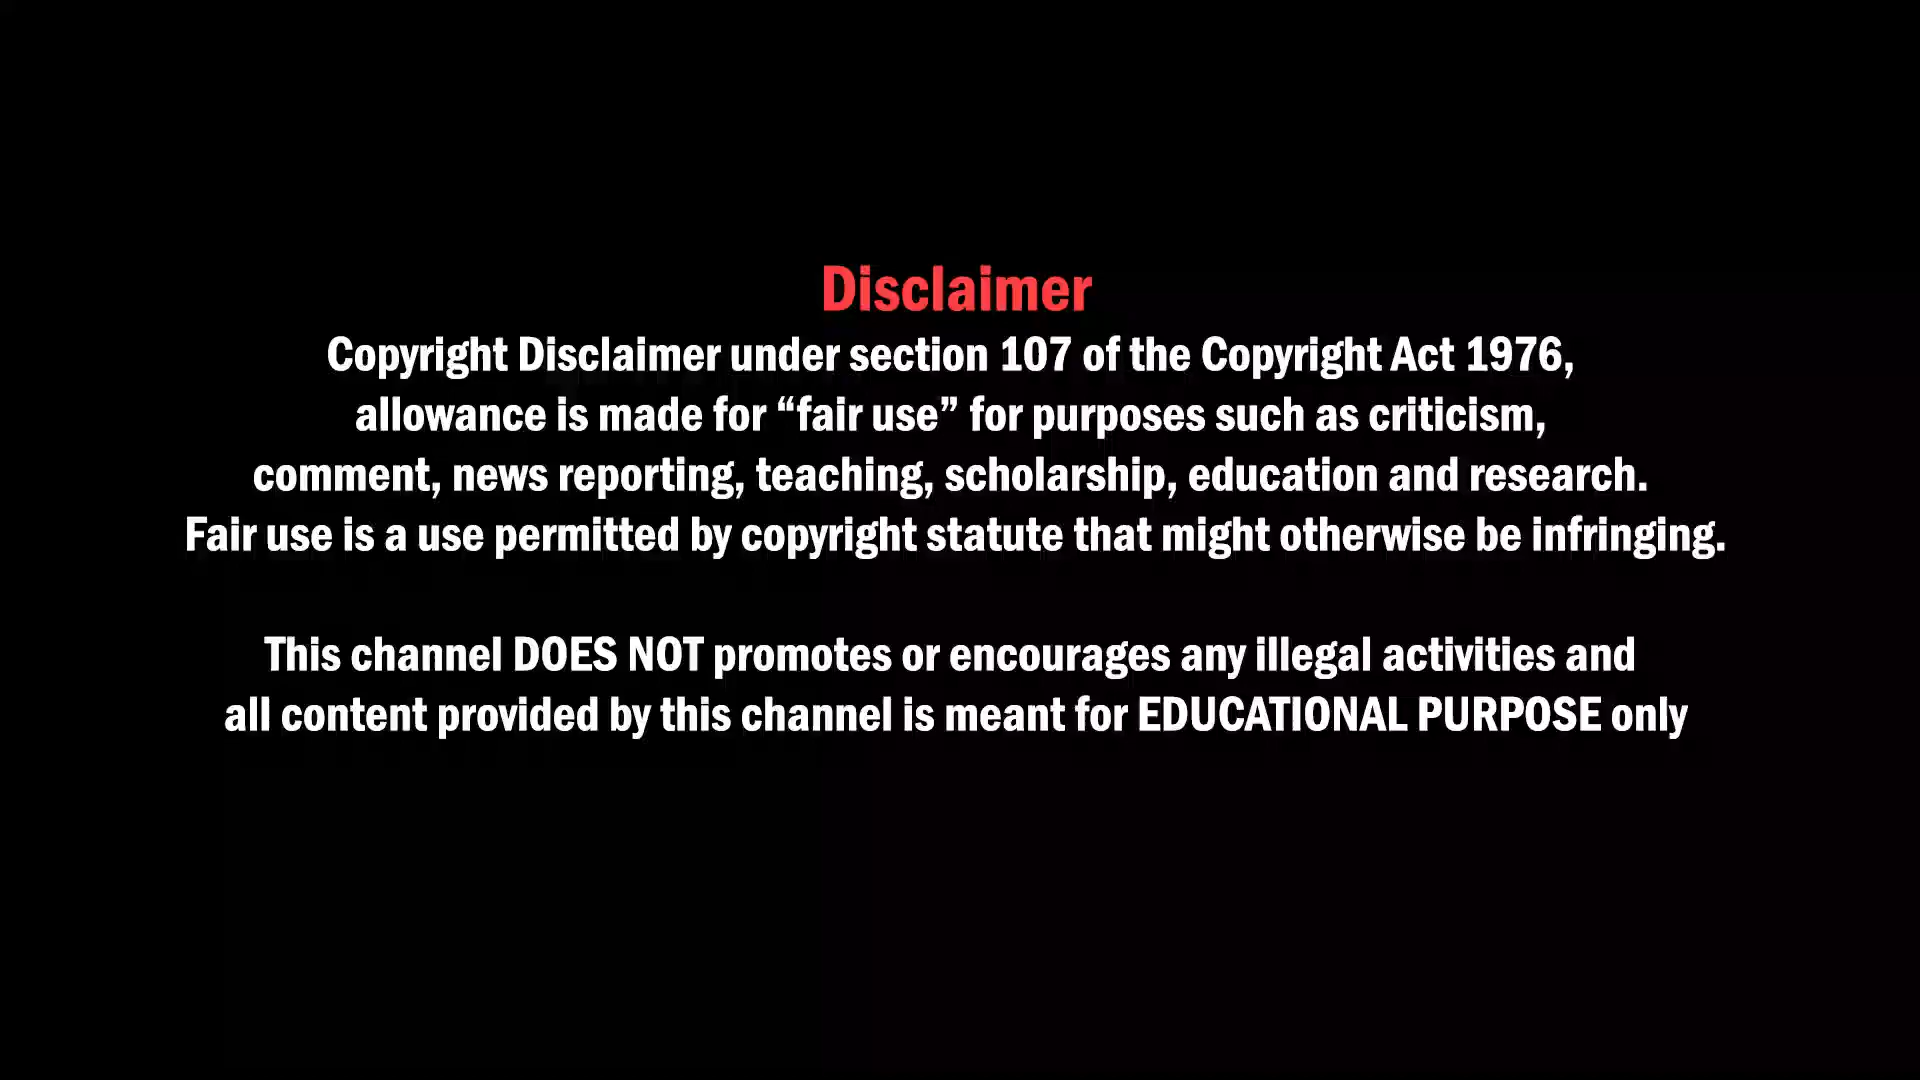 Disclaimer
Copyright Disclaimer under section 107 of the Copyright Act 1976,
allowance is made for “fair use” for purposes such as criticism,
comment, news reporting, teaching, scholarship, education and research.
Fair use is a use permitted by copyright statute that might otherwise be infringing.
This channel DOES NOT promotes or encourages any illegal activities and
all content provided by this channel is meant for EDUCATIONAL PURPOSE only